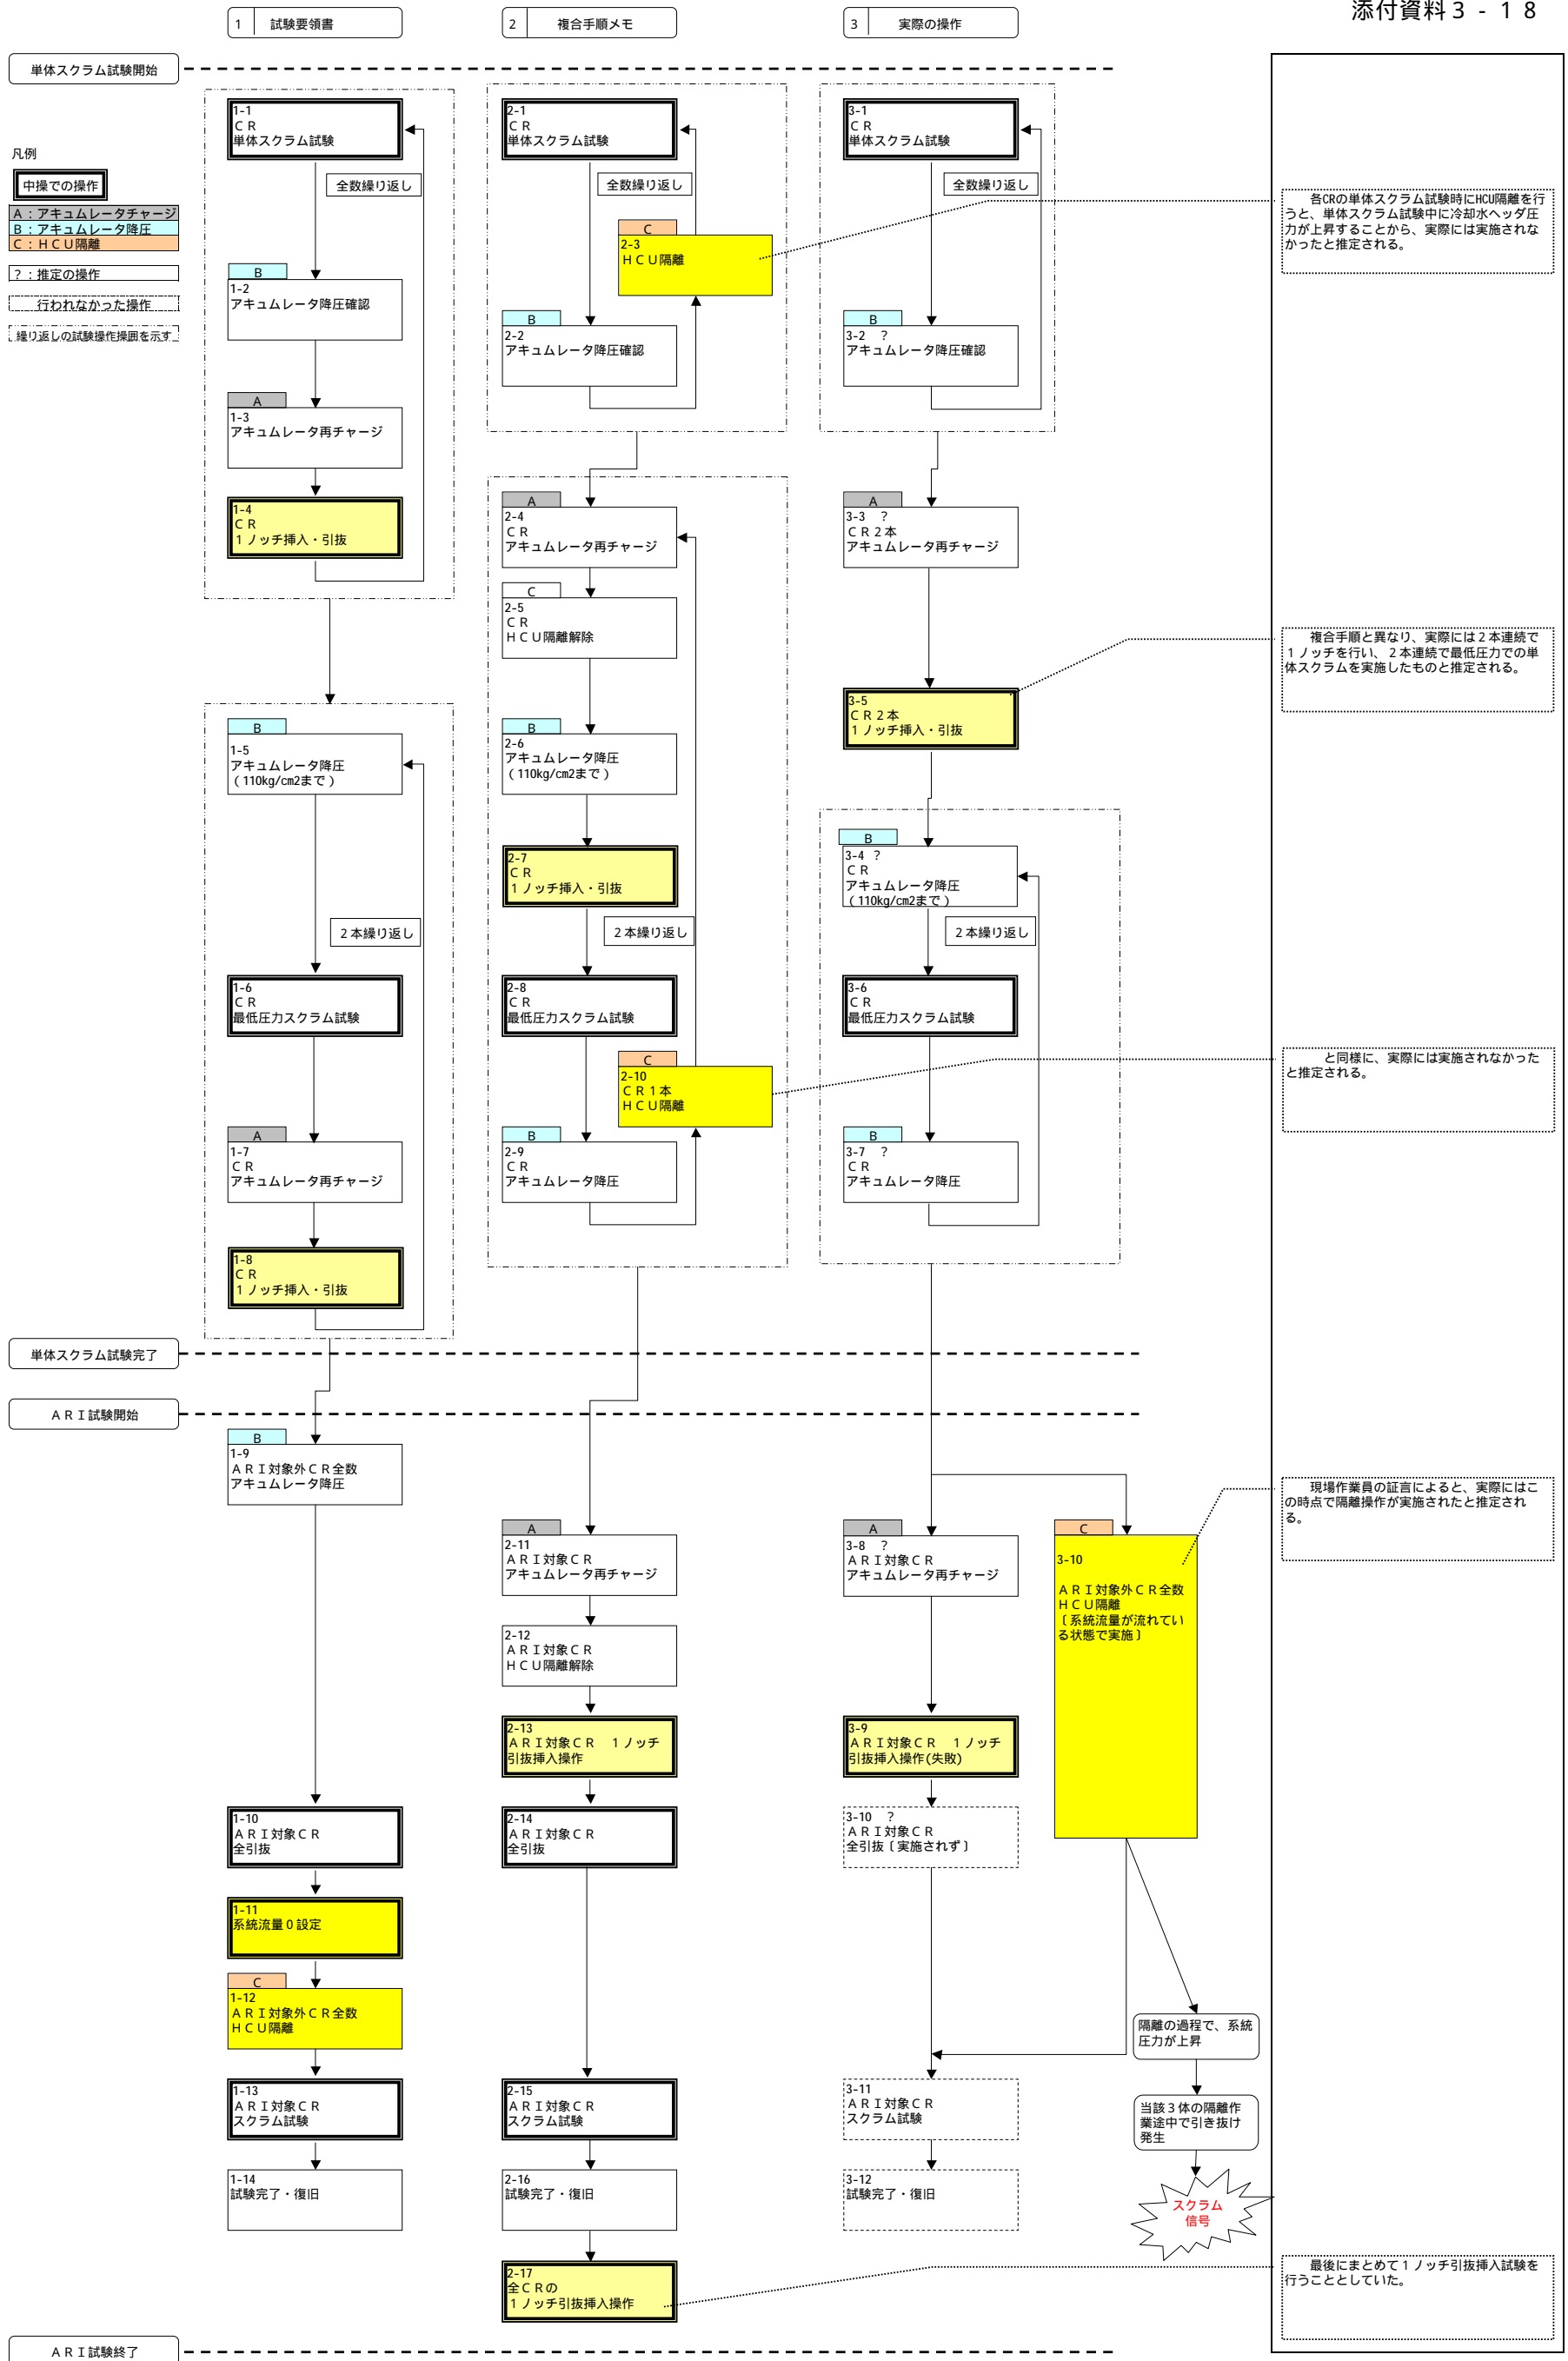 添付資料３-１８
1 試験要領書
2 複合手順メモ
3 実際の操作
単体スクラム試験開始
凡例
中操での操作
A：アキュムレータチャージ
B：アキュムレータ降圧
C：ＨＣＵ隔離
？：推定の操作
行われなかった操作
繰り返しの試験操作操囲を示す
1-1
ＣＲ
単体スクラム試験
全数繰り返し
B
1-2
アキュムレータ降圧確認
A
1-3
アキュムレータ再チャージ
1-4
ＣＲ
１ノッチ挿入・引抜
B
1-5
アキュムレータ降圧
（110kg/cm2まで）
２本繰り返し
1-6
ＣＲ
最低圧力スクラム試験
A
1-7
ＣＲ
アキュムレータ再チャージ
1-8
ＣＲ
１ノッチ挿入・引抜
2-1
ＣＲ
単体スクラム試験
全数繰り返し
C
2-3
ＨＣＵ隔離
B
2-2
アキュムレータ降圧確認
A
2-4
ＣＲ
アキュムレータ再チャージ
C
2-5
ＣＲ
ＨＣＵ隔離解除
B
2-6
アキュムレータ降圧
（110kg/cm2まで）
2-7
ＣＲ
１ノッチ挿入・引抜
２本繰り返し
2-8
ＣＲ
最低圧力スクラム試験
C
2-10
ＣＲ１本
ＨＣＵ隔離
B
2-9
ＣＲ
アキュムレータ降圧
3-1
ＣＲ
単体スクラム試験
全数繰り返し
B
3-2 ？
アキュムレータ降圧確認
A
3-3 ？
ＣＲ２本
アキュムレータ再チャージ
3-5
ＣＲ２本
１ノッチ挿入・引抜
B
3-4 ？
ＣＲ
アキュムレータ降圧
（110kg/cm2まで）
２本繰り返し
3-6
ＣＲ
最低圧力スクラム試験
B
3-7 ？
ＣＲ
アキュムレータ降圧
各CRの単体スクラム試験時にHCU隔離を行
うと、単体スクラム試験中に冷却水ヘッダ圧
力が上昇することから、実際には実施されな
かったと推定される。
複合手順と異なり、実際には２本連続で
１ノッチを行い、２本連続で最低圧力での単
体スクラムを実施したものと推定される。
と同様に、実際には実施されなかった
と推定される。
単体スクラム試験完了
ＡＲＩ試験開始
B
1-9
ＡＲＩ対象外ＣＲ全数
アキュムレータ降圧
1-10
ＡＲＩ対象ＣＲ
全引抜
1-11
系統流量０設定
C
1-12
ＡＲＩ対象外ＣＲ全数
ＨＣＵ隔離
1-13
ＡＲＩ対象ＣＲ
スクラム試験
1-14
試験完了・復旧
A
2-11
ＡＲＩ対象ＣＲ
アキュムレータ再チャージ
2-12
ＡＲＩ対象ＣＲ
ＨＣＵ隔離解除
2-13
ＡＲＩ対象ＣＲ １ノッチ
引抜挿入操作
2-14
ＡＲＩ対象ＣＲ
全引抜
2-15
ＡＲＩ対象ＣＲ
スクラム試験
2-16
試験完了・復旧
2-17
全ＣＲの
１ノッチ引抜挿入操作
A
3-8 ？
ＡＲＩ対象ＣＲ
アキュムレータ再チャージ
3-9
ＡＲＩ対象ＣＲ １ノッチ
引抜挿入操作(失敗)
3-10 ？
ＡＲＩ対象ＣＲ
全引抜〔実施されず〕
3-11
ＡＲＩ対象ＣＲ
スクラム試験
3-12
試験完了・復旧
C
3-10
ＡＲＩ対象外ＣＲ全数
ＨＣＵ隔離
〔系統流量が流れてい
る状態で実施〕
隔離の過程で、系統
圧力が上昇
当該３体の隔離作
業途中で引き抜け
発生
スクラム
信号
現場作業員の証言によると、実際にはこ
の時点で隔離操作が実施されたと推定され
る。
最後にまとめて１ノッチ引抜挿入試験を
行うこととしていた。
ＡＲＩ試験終了